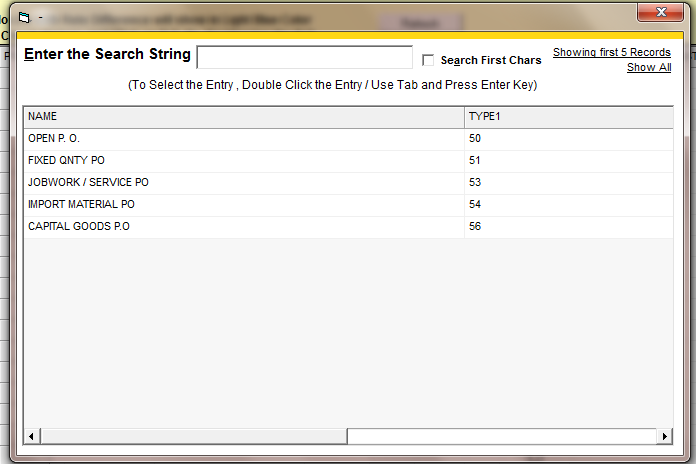 -
Enter the Search String
Search First Chars
Showing first 5 Records
Show All
(To Select the Entry , Double Click the Entry / Use Tab and Press Enter Key)
NAME TYPE1
OPEN P. O. 50
FIXED QNTY PO 51
JOBWORK / SERVICE PO 53
IMPORT MATERIAL PO 54
CAPITAL GOODS P.O 56